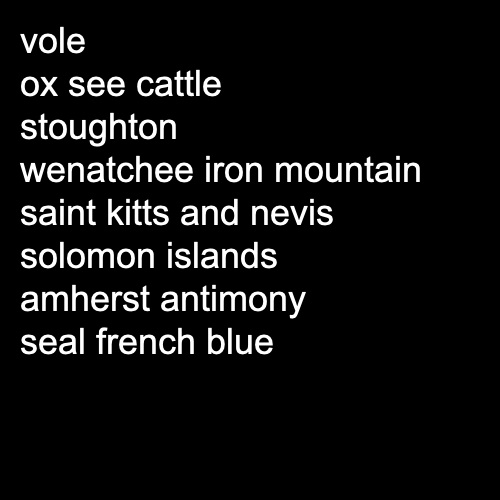 vole
ox see cattle
stoughton
wenatchee iron mountain
saint kitts and nevis
solomon islands
amherst antimony
seal french blue